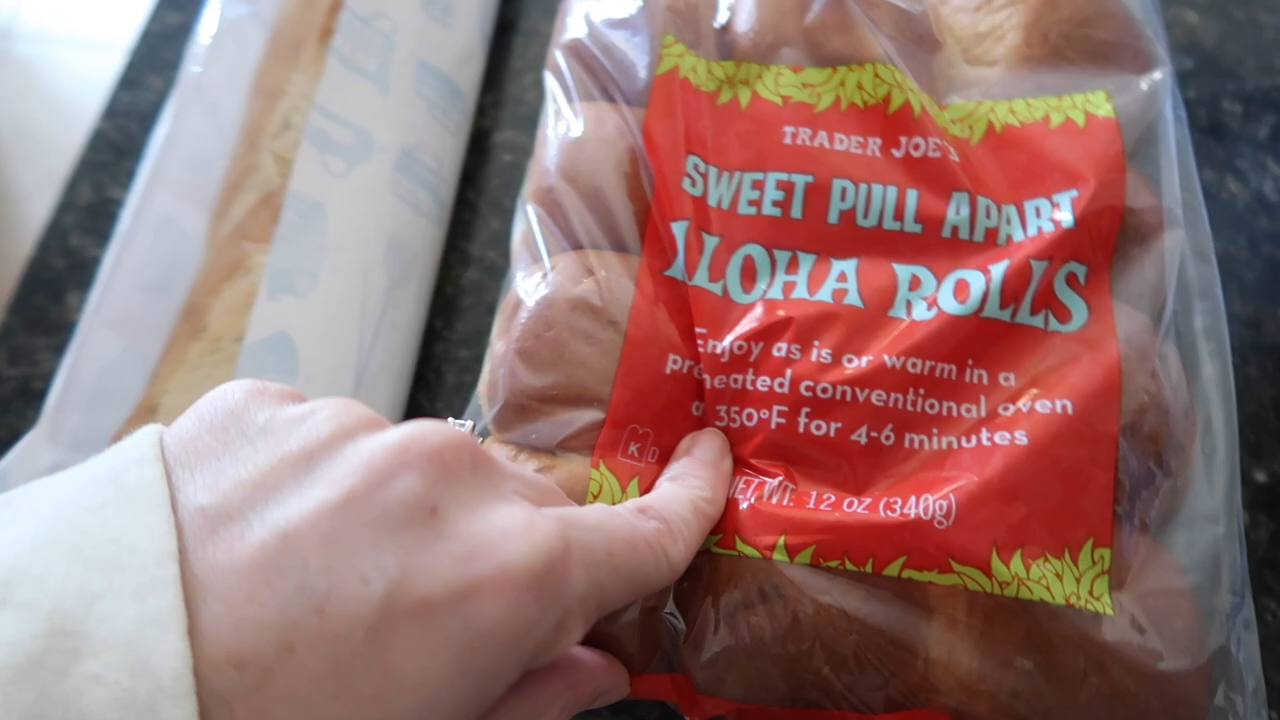 TRADER JOE'S
SWEET PULL APART
ALOHA ROLLS
Enjoy as is or warm in a
preheated conventional oven
a 350°F for 4-6 minutes
K D
NET WT. 12 OZ (340g)